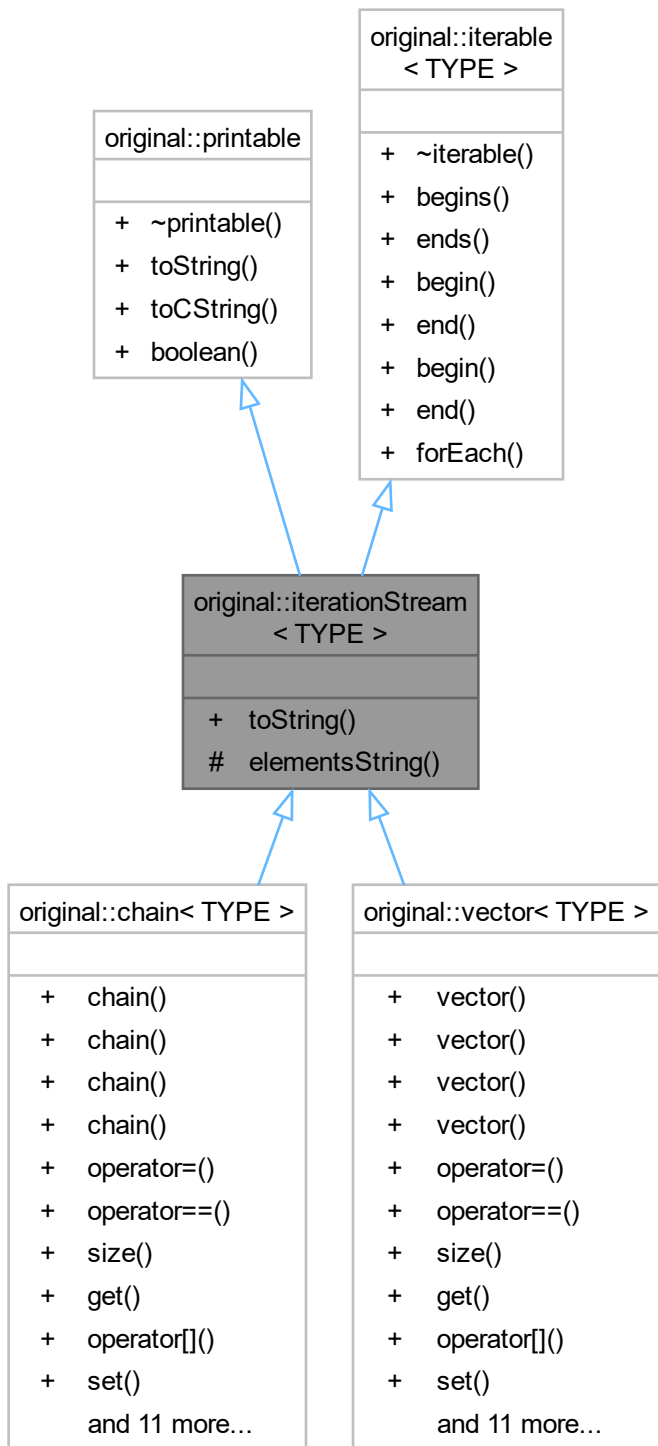 original::iterable
< TYPE >
+ ~iterable()
+ begins()
+ ends()
+ begin()
+ end()
+ begin()
+ end()
+ forEach()
original::printable
+ ~printable()
+ toString()
+ toCString()
+ boolean()
original::iterationStream
< TYPE >
+ toString()
# elementsString()
original::chain< TYPE >
+ chain()
+ chain()
+ chain()
+ chain()
+ operator=()
+ operator==()
+ size()
+ get()
+ operator[]()
+ set()
and 11 more...
original::vector< TYPE >
+ vector()
+ vector()
+ vector()
+ vector()
+ operator=()
+ operator==()
+ size()
+ get()
+ operator[]()
+ set()
and 11 more...